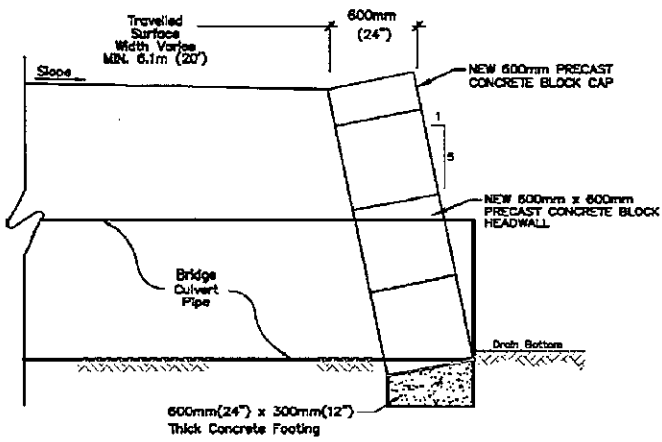 Travelled
Surface
Width Varies
MIN. 6.1m (20')
600mm
(24")
Slope
NEW 600mm PRECAST
CONCRETE BLOCK CAP
1
5
NEW 600mm x 600mm
PRECAST CONCRETE BLOCK
HEADWALL
Bridge
Culvert
Pipe
Drain Bottom
600mm(24") x 300mm(12")
Thick Concrete Footing